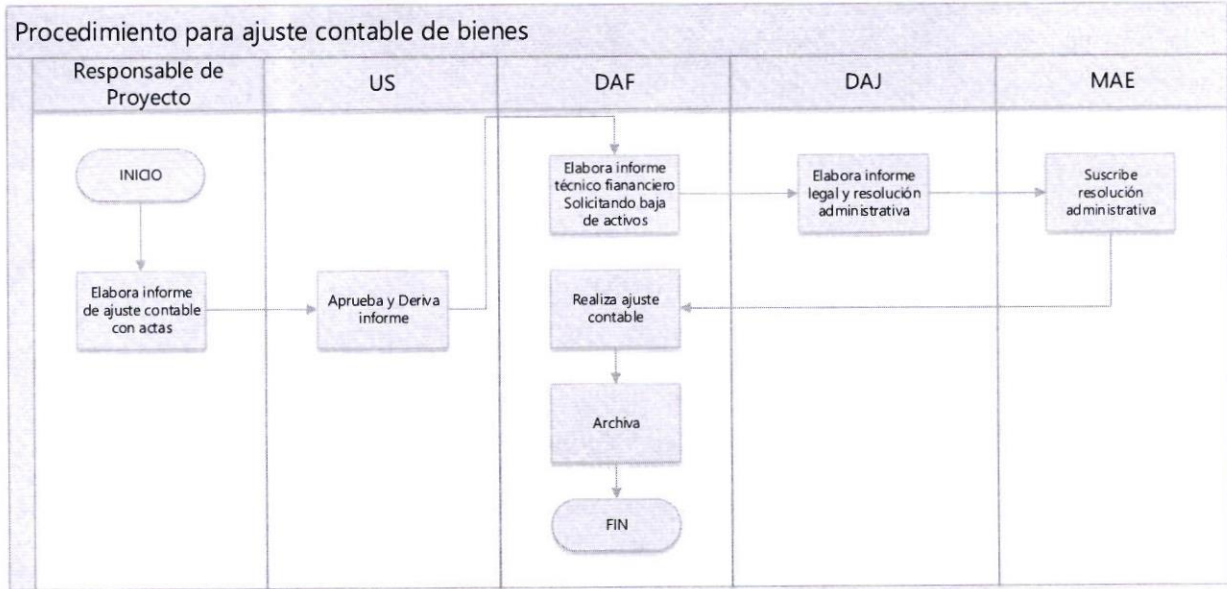 Procedimiento para ajuste contable de bienes
Responsable de
Proyecto
US
DAF
DAJ
MAE
INICIO
Elabora informe
de ajuste contable
con actas
Aprueba y Deriva
informe
Elabora informe
técnico fiananciero
Solicitando baja
de activos
Elabora informe
legal y resolución
administrativa
Suscribe
resolución
administrativa
Realiza ajuste
contable
Archiva
FIN